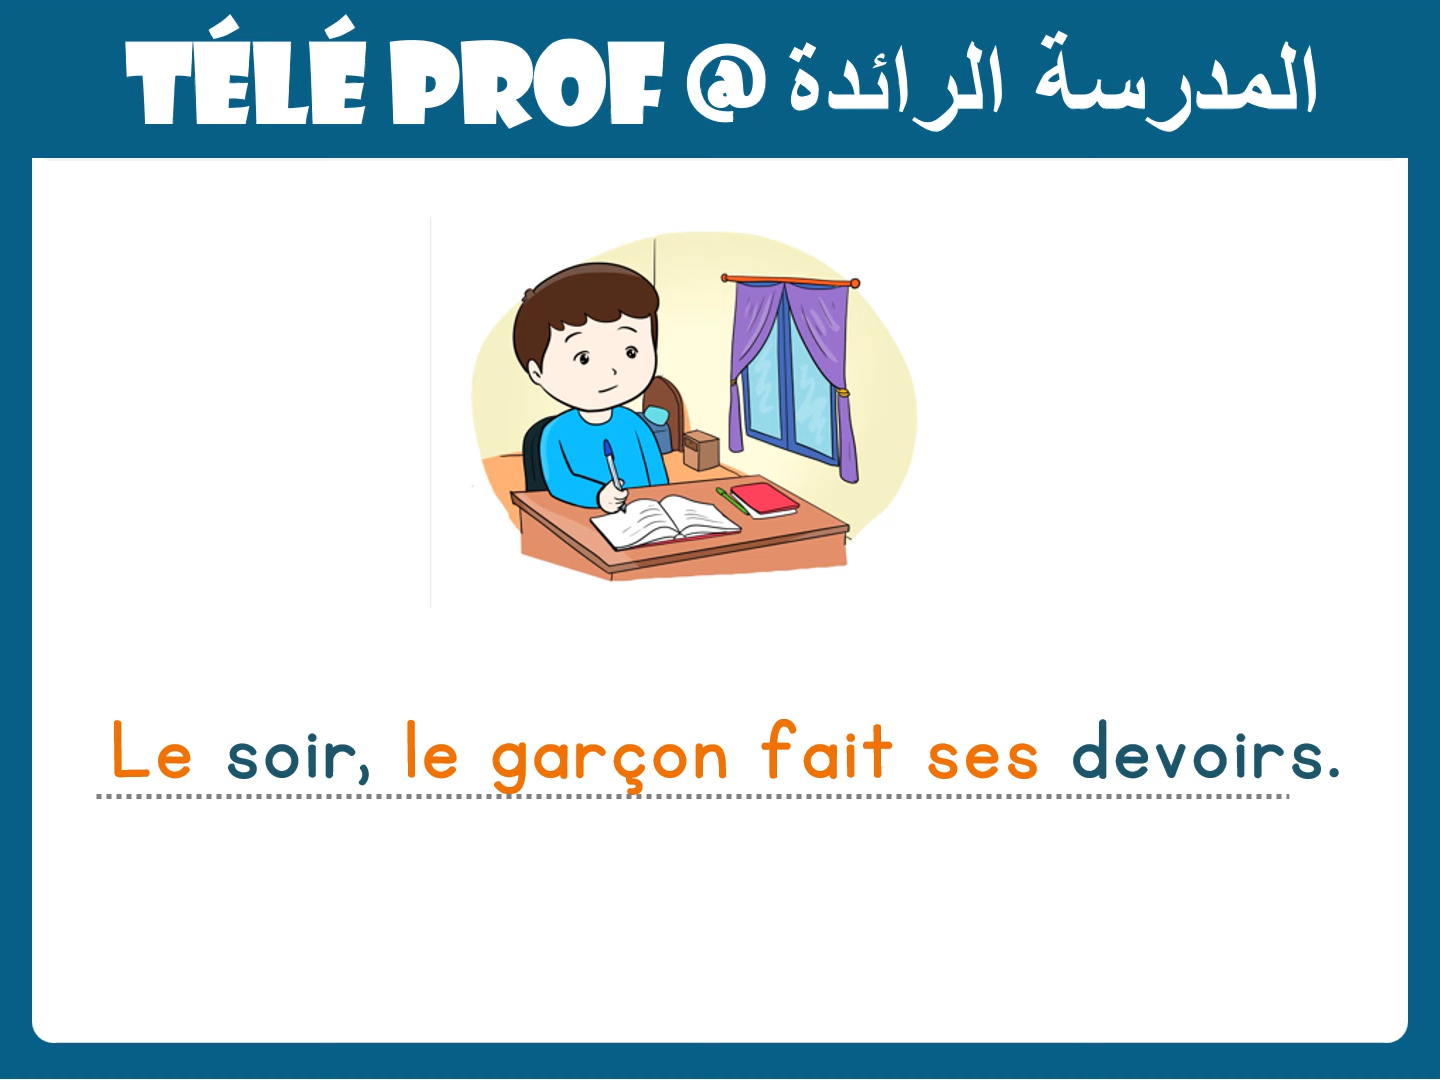 TÉLÉ PROF @ المدرسة الرائدة
Le soir, le garçon fait ses devoirs.